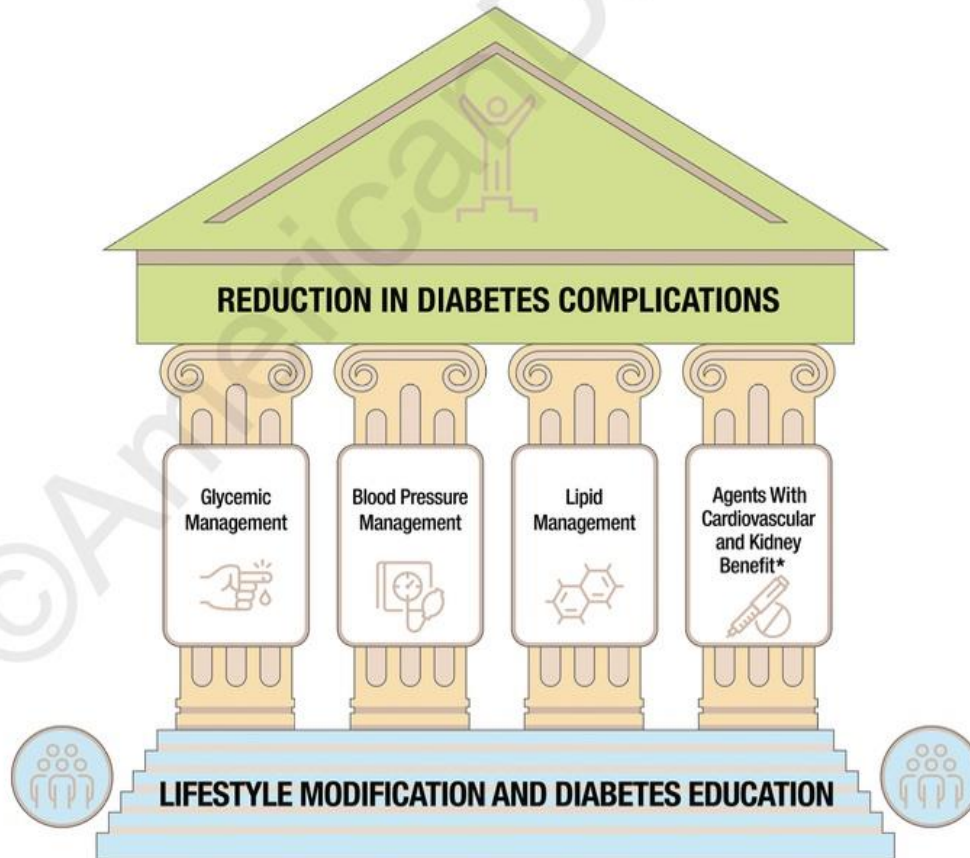 ©AmericanD
REDUCTION IN DIABETES COMPLICATIONS
Glycemic
Management
Blood Pressure
Management
Lipid
Management
Agents With
Cardiovascular
and Kidney
Benefit*
LIFESTYLE MODIFICATION AND DIABETES EDUCATION